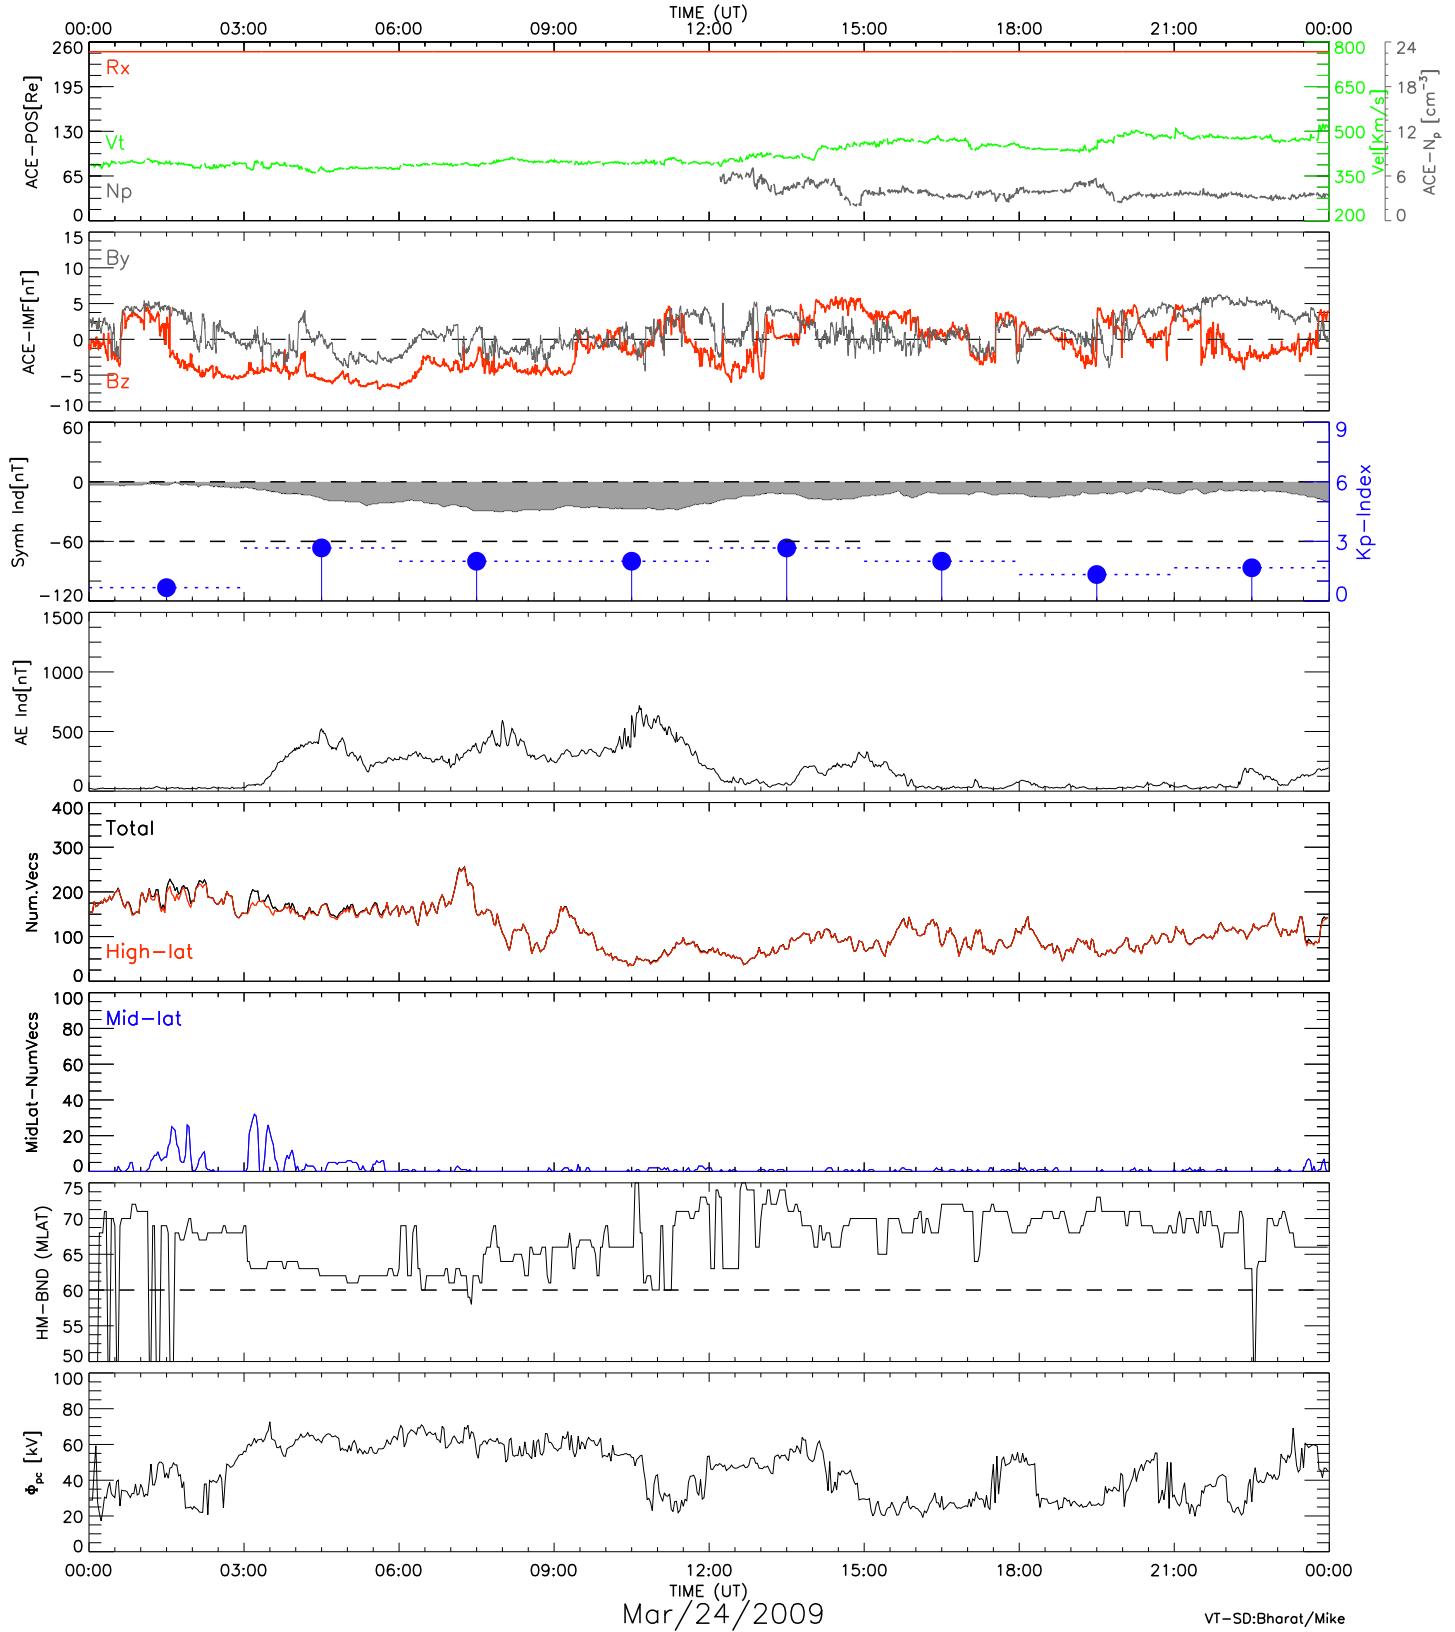 TIME (UT)
00:00 03:00 06:00 09:00 12:00 15:00 18:00 21:00 00:00
ACE-POS[Re]
260
195
130
65
0
Rx
Vt
Np
800
650
500
350
200
Vel[Km/s]
24
18
12
6
0
ACE-Np [cm⁻³]
ACE-IMF[nT]
15
10
5
0
-5
-10
By
Bz
Symh Ind[nT]
60
0
-60
-120
9
6
3
0
Kp-Index
AE Ind[nT]
1500
1000
500
0
Num.Vecs
400
300
200
100
0
Total
High-lat
MidLat-NumVecs
100
80
60
40
20
0
Mid-lat
HM-BND (MLAT)
75
70
65
60
55
50
Φpc [kV]
100
80
60
40
20
0
00:00 03:00 06:00 09:00 12:00 15:00 18:00 21:00 00:00
TIME (UT)
Mar/24/2009
VT-SD:Bharat/Mike